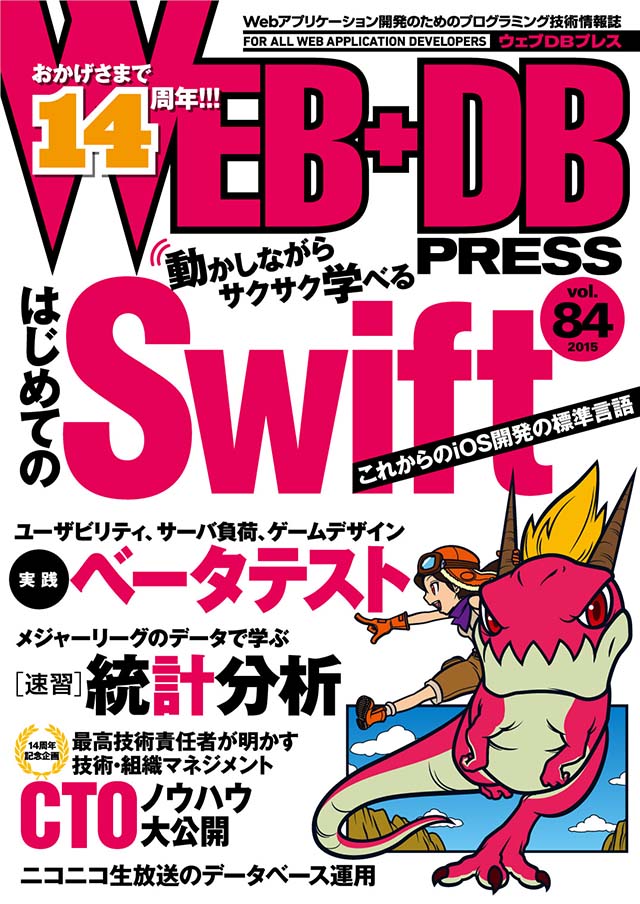 Webアプリケーション開発のためのプログラミング技術情報誌
FOR ALL WEB APPLICATION DEVELOPERS
ウェブDBプレス
おかげさまで
14周年!!!
WEB+DB
PRESS
vol.
84
2015
動かしながら
サクサク学べる
はじめての
Swift
これからのiOS開発の標準言語
ユーザビリティ、サーバ負荷、ゲームデザイン
実践
ベータテスト
メジャーリーグのデータで学ぶ
[速習]統計分析
14周年
記念企画
最高技術責任者が明かす
技術・組織マネジメント
CTOノウハウ
大公開
ニコニコ生放送のデータベース運用